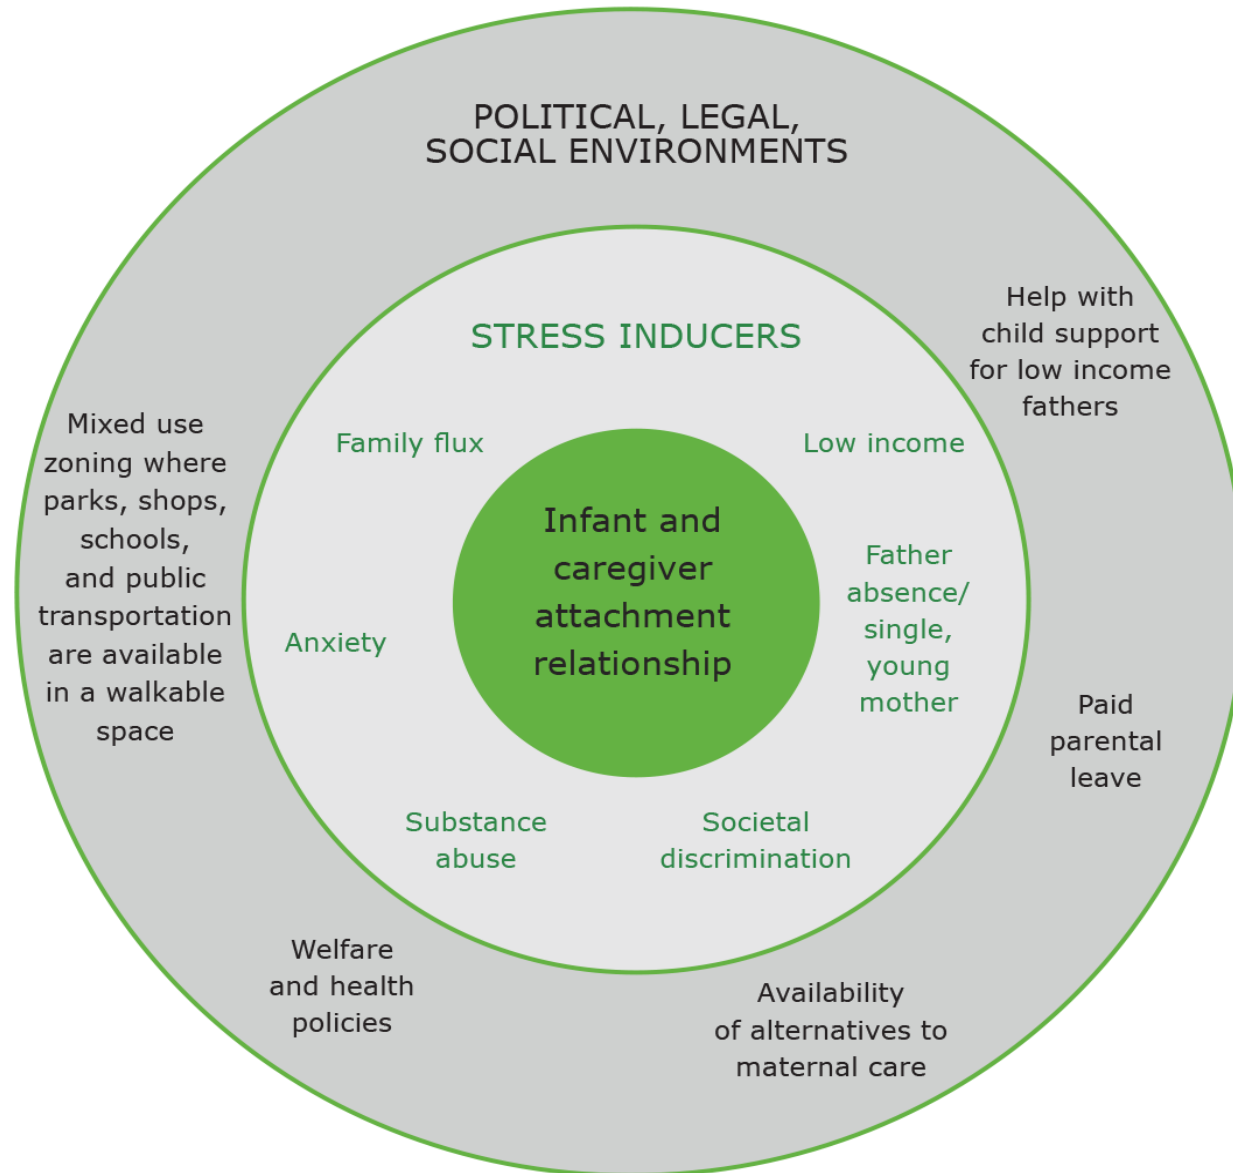 POLITICAL, LEGAL,
SOCIAL ENVIRONMENTS
Help with
child support
for low income
fathers
STRESS INDUCERS
Mixed use
zoning where
parks, shops,
schools,
and public
transportation
are available
in a walkable
space
Family flux
Low income
Infant and
caregiver
attachment
relationship
Father
absence/
single,
young
mother
Anxiety
Paid
parental
leave
Substance
abuse
Societal
discrimination
Welfare
and health
policies
Availability
of alternatives to
maternal care